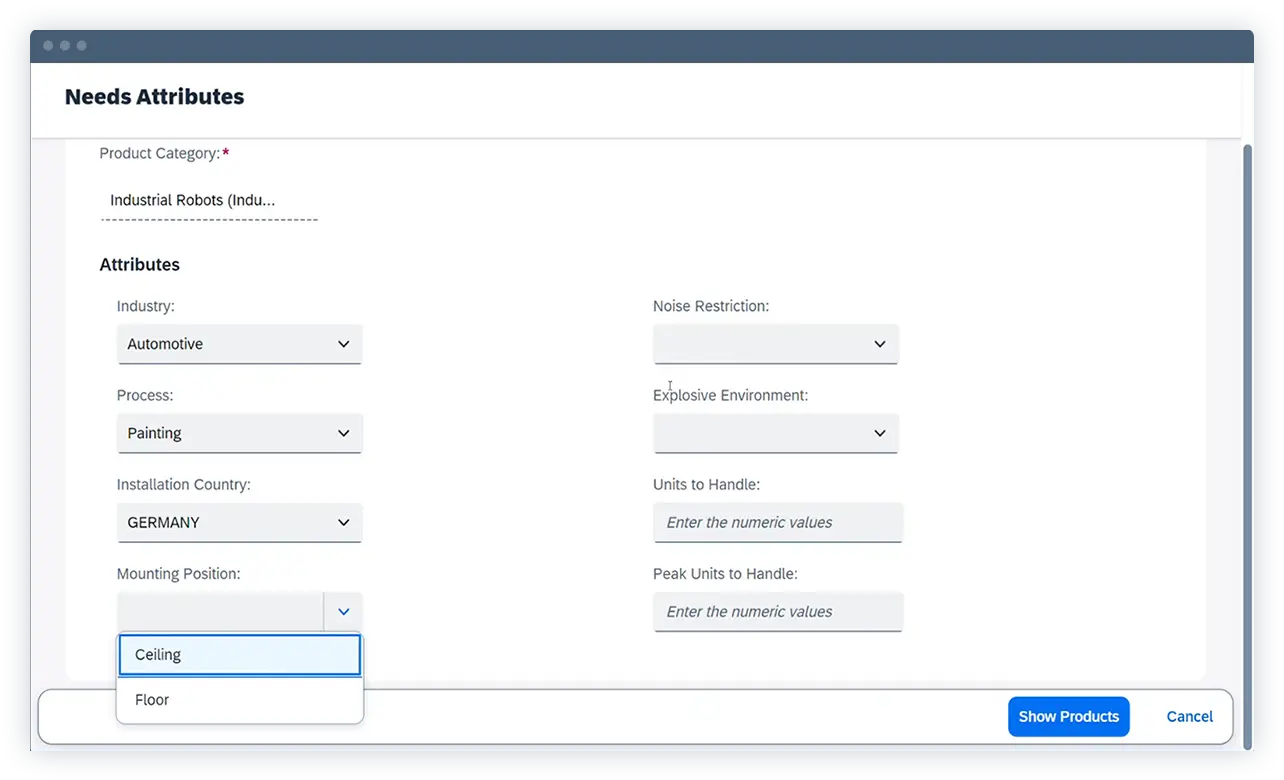 Needs Attributes
Product Category:*
Industrial Robots (Indu...
Attributes
Industry:
Automotive
Process:
Painting
Installation Country:
GERMANY
Mounting Position:
Ceiling
Floor
Noise Restriction:
Explosive Environment:
Units to Handle:
Enter the numeric values
Peak Units to Handle:
Enter the numeric values
Show Products
Cancel